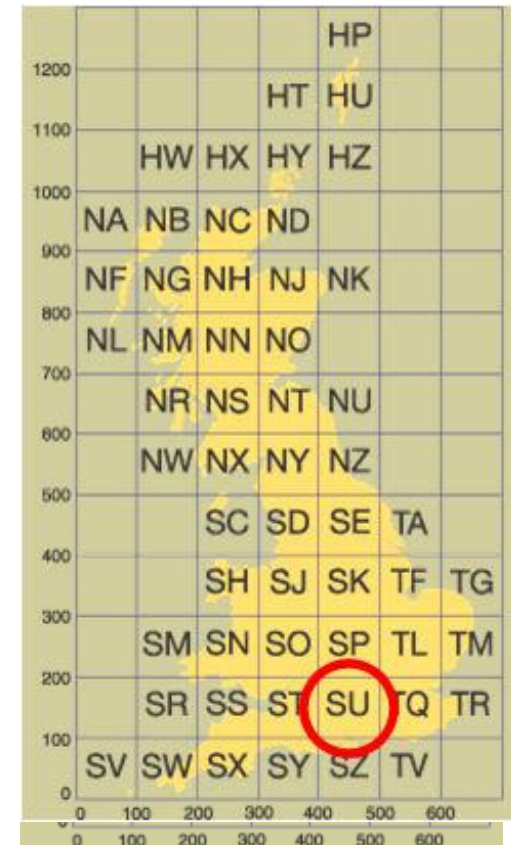 HP
1200
HT HU
1100
HW HX HY HZ
1000
NA NB NC ND
900
NF NG NH NJ NK
800
NL NM NN NO
700
NR NS NT NU
600
NW NX NY NZ
500
SC SD SE TA
400
SH SJ SK TF TG
300
SM SN SO SP TL TM
200
SR SS ST SU TQ TR
100
SV SW SX SY SZ TV
0
0 100 200 300 400 500 600
0 100 200 300 400 500 600